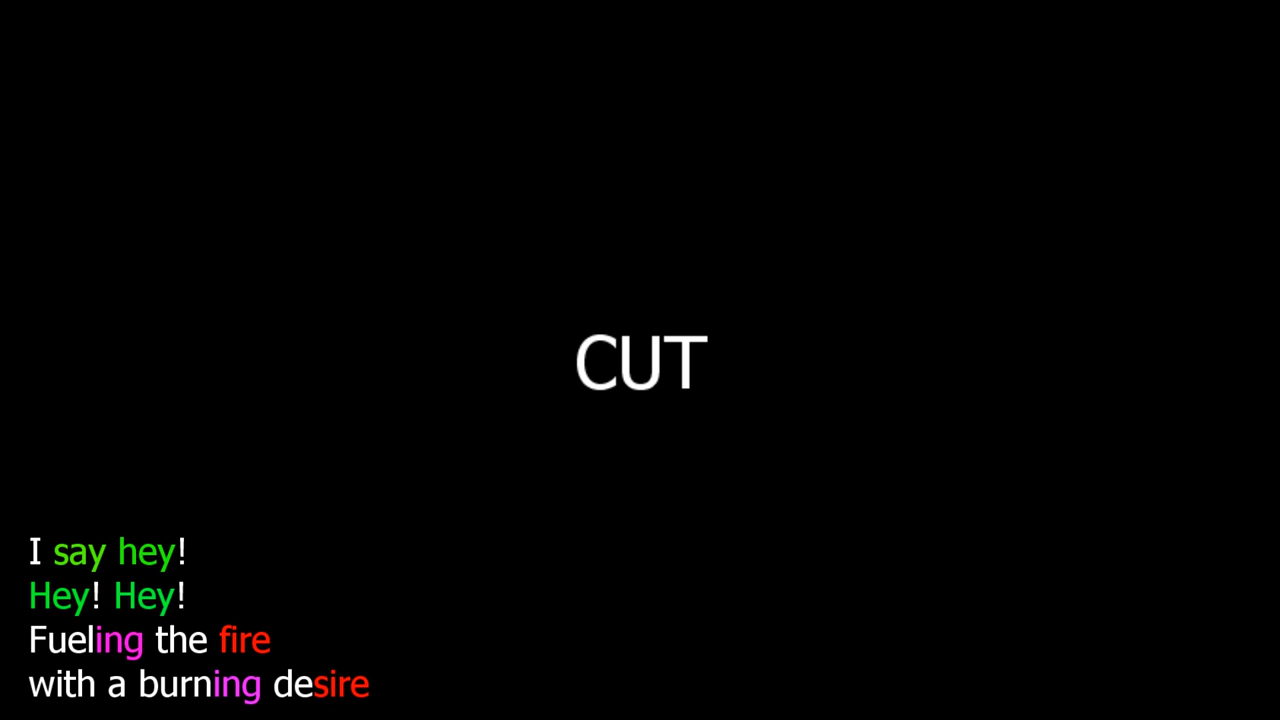 CUT
I say hey!
Hey! Hey!
Fueling the fire
with a burning desire